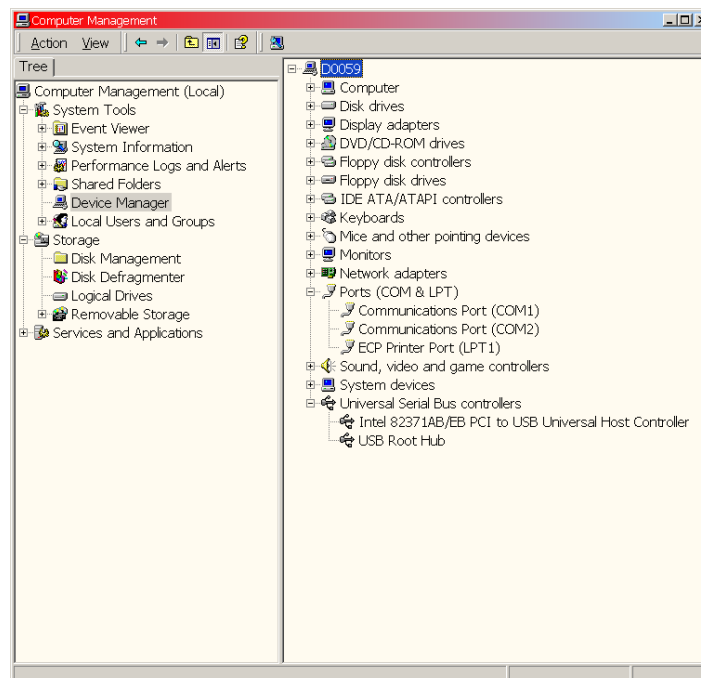 Computer Management
Action View
Tree
Computer Management (Local)
System Tools
Event Viewer
System Information
Performance Logs and Alerts
Shared Folders
Device Manager
Local Users and Groups
Storage
Disk Management
Disk Defragmenter
Logical Drives
Removable Storage
Services and Applications
D0059
Computer
Disk drives
Display adapters
DVD/CD-ROM drives
Floppy disk controllers
Floppy disk drives
IDE ATA/ATAPI controllers
Keyboards
Mice and other pointing devices
Monitors
Network adapters
Ports (COM & LPT)
Communications Port (COM1)
Communications Port (COM2)
ECP Printer Port (LPT1)
Sound, video and game controllers
System devices
Universal Serial Bus controllers
Intel 82371AB/EB PCI to USB Universal Host Controller
USB Root Hub